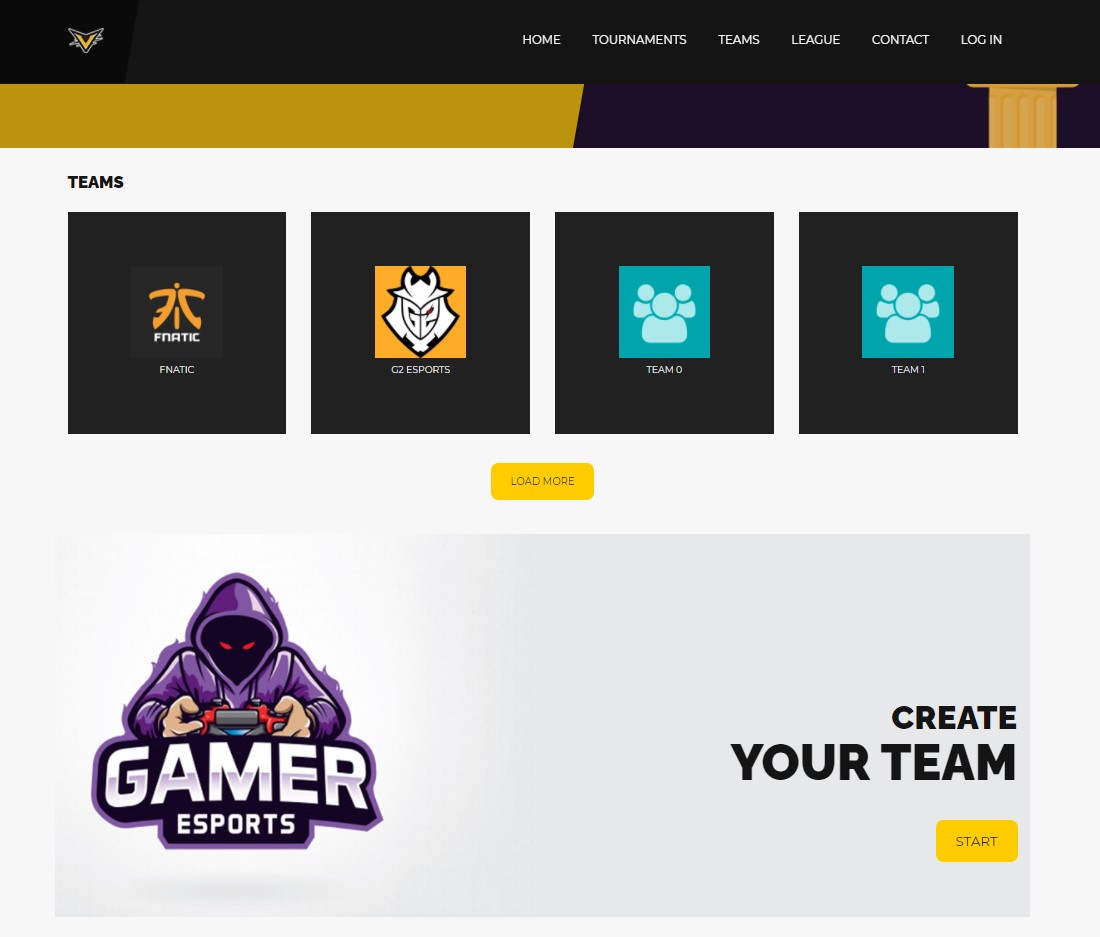 HOME TOURNAMENTS TEAMS LEAGUE CONTACT LOG IN
TEAMS
FNATIC
G2
FNATIC G2 ESPORTS TEAM 0 TEAM 1
LOAD MORE
GAMER
ESPORTS
CREATE
YOUR TEAM
START